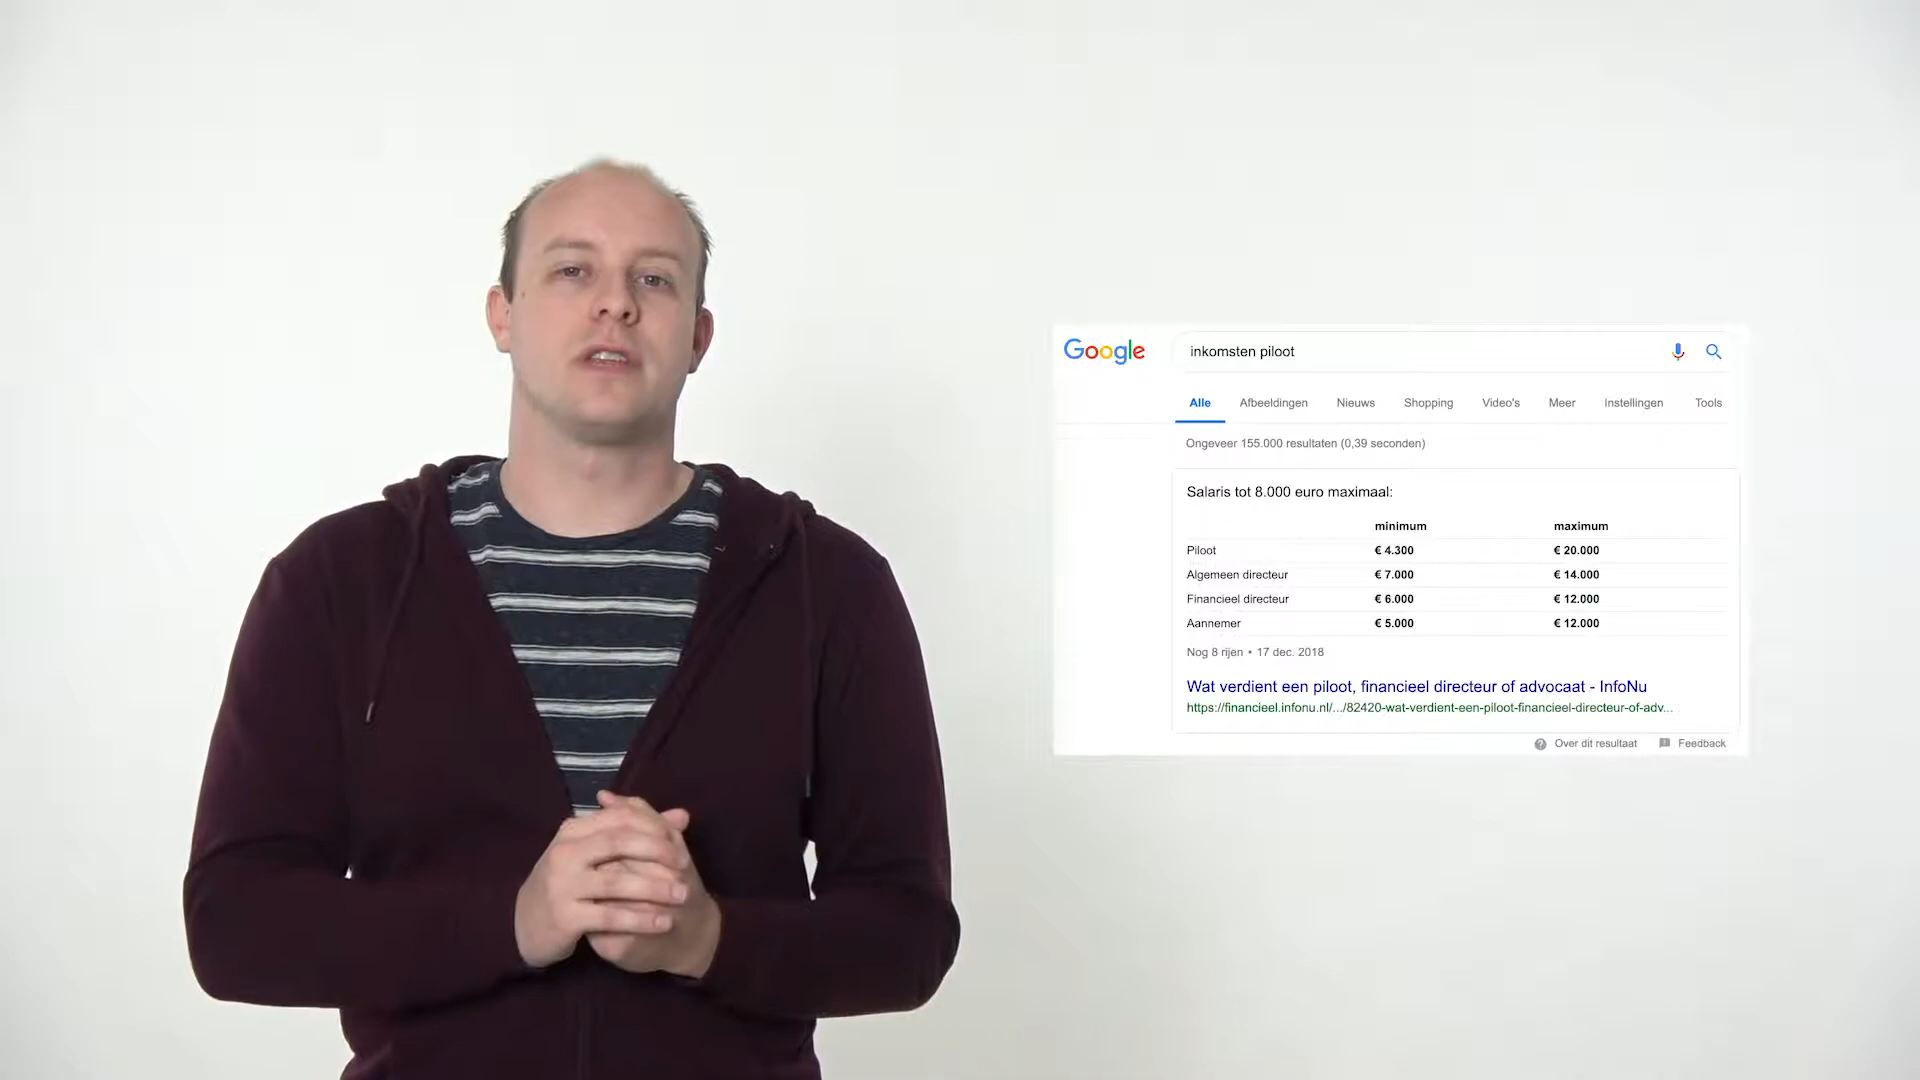 Google
inkomsten piloot
Alle Afbeeldingen Nieuws Shopping Video's Meer Instellingen Tools
Ongeveer 155.000 resultaten (0,39 seconden)
Salaris tot 8.000 euro maximaal:
minimum maximum
Piloot € 4.300 € 20.000
Algemeen directeur € 7.000 € 14.000
Financieel directeur € 6.000 € 12.000
Aannemer € 5.000 € 12.000
Nog 8 rijen • 17 dec. 2018
Wat verdient een piloot, financieel directeur of advocaat - InfoNu
https://financieel.infonu.nl/.../82420-wat-verdient-een-piloot-financieel-directeur-of-adv...
Over dit resultaat Feedback